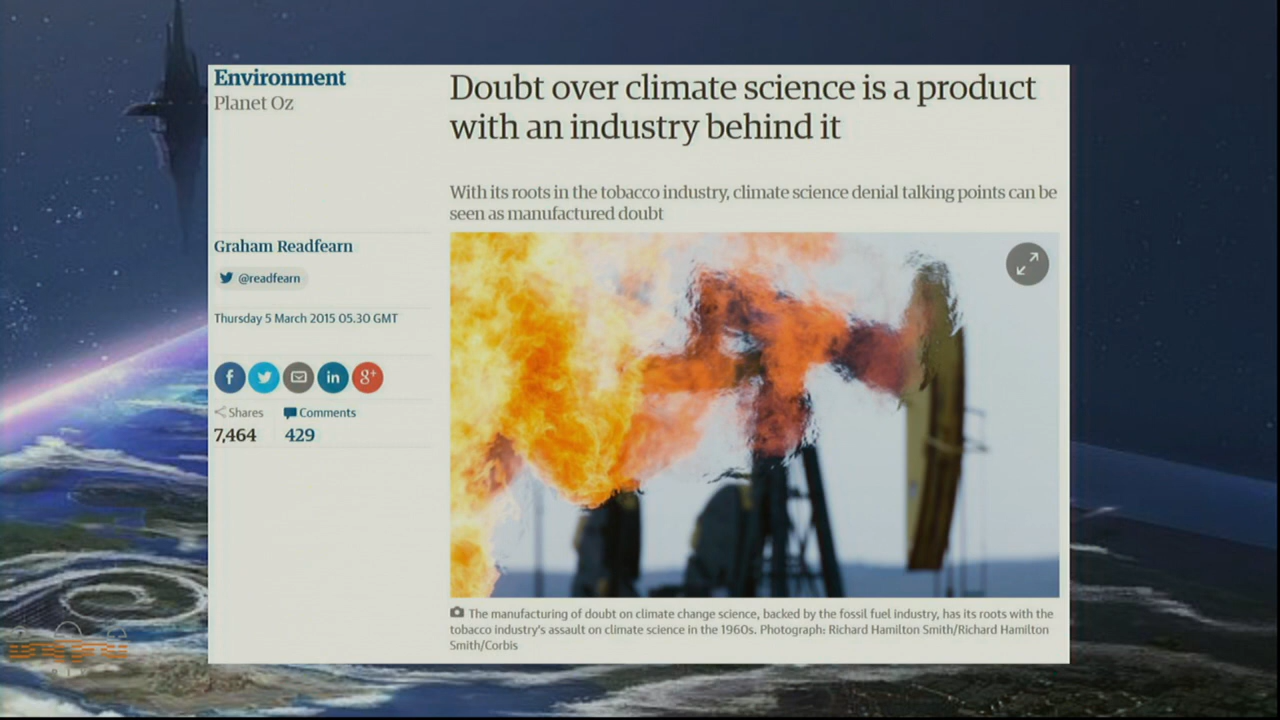 Environment
Planet Oz
Doubt over climate science is a product
with an industry behind it
With its roots in the tobacco industry, climate science denial talking points can be
seen as manufactured doubt
Graham Readfearn
@readfearn
Thursday 5 March 2015 05.30 GMT
f
in
g+
Shares
Comments
7,464
429
The manufacturing of doubt on climate change science, backed by the fossil fuel industry, has its roots with the
tobacco industry's assault on climate science in the 1960s. Photograph: Richard Hamilton Smith/Richard Hamilton
Smith/Corbis